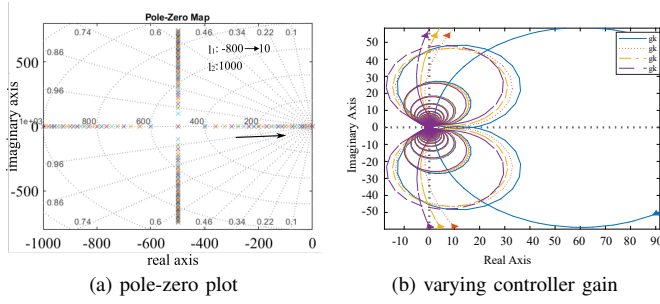 Pole-Zero Map
0.74 0.6 0.46 0.34 0.22 0.1
l1: -800→10
l2:1000
500
0.86
0.96
1e+03 800 600 400 200
0
0.96
-500
0.86
0.74 0.6 0.46 0.34 0.22 0.1
-1000 -800 -600 -400 -200 0
real axis
imaginary axis
(a) pole-zero plot
gk
gk
gk
gk
50
40
30
20
10
0
-10
-20
-30
-40
-50
-10 0 10 20 30 40 50 60 70 80 90
Real Axis
Imaginary Axis
(b) varying controller gain